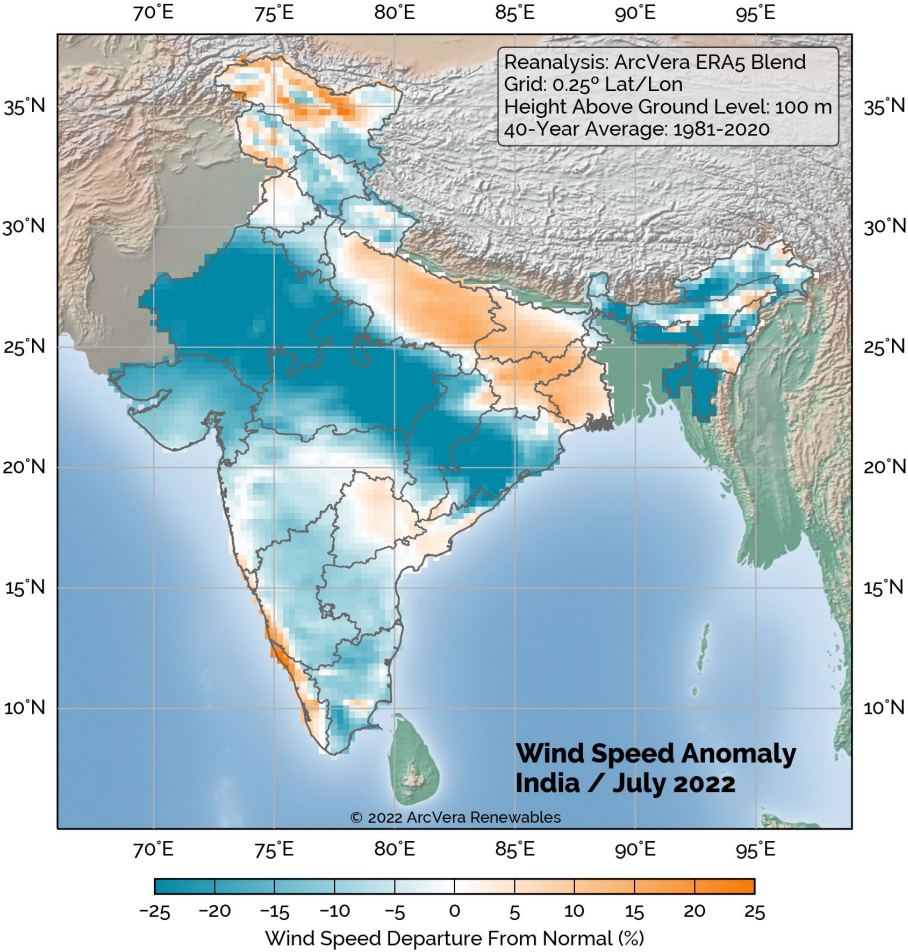 70°E 75°E 80°E 85°E 90°E 95°E
Reanalysis: ArcVera ERA5 Blend
Grid: 0.25º Lat/Lon
Height Above Ground Level: 100 m
40-Year Average: 1981-2020
35°N 35°N
30°N 30°N
25°N 25°N
20°N 20°N
15°N 15°N
10°N 10°N
Wind Speed Anomaly
India / July 2022
© 2022 ArcVera Renewables
70°E 75°E 80°E 85°E 90°E 95°E
−25 −20 −15 −10 −5 0 5 10 15 20 25
Wind Speed Departure From Normal (%)